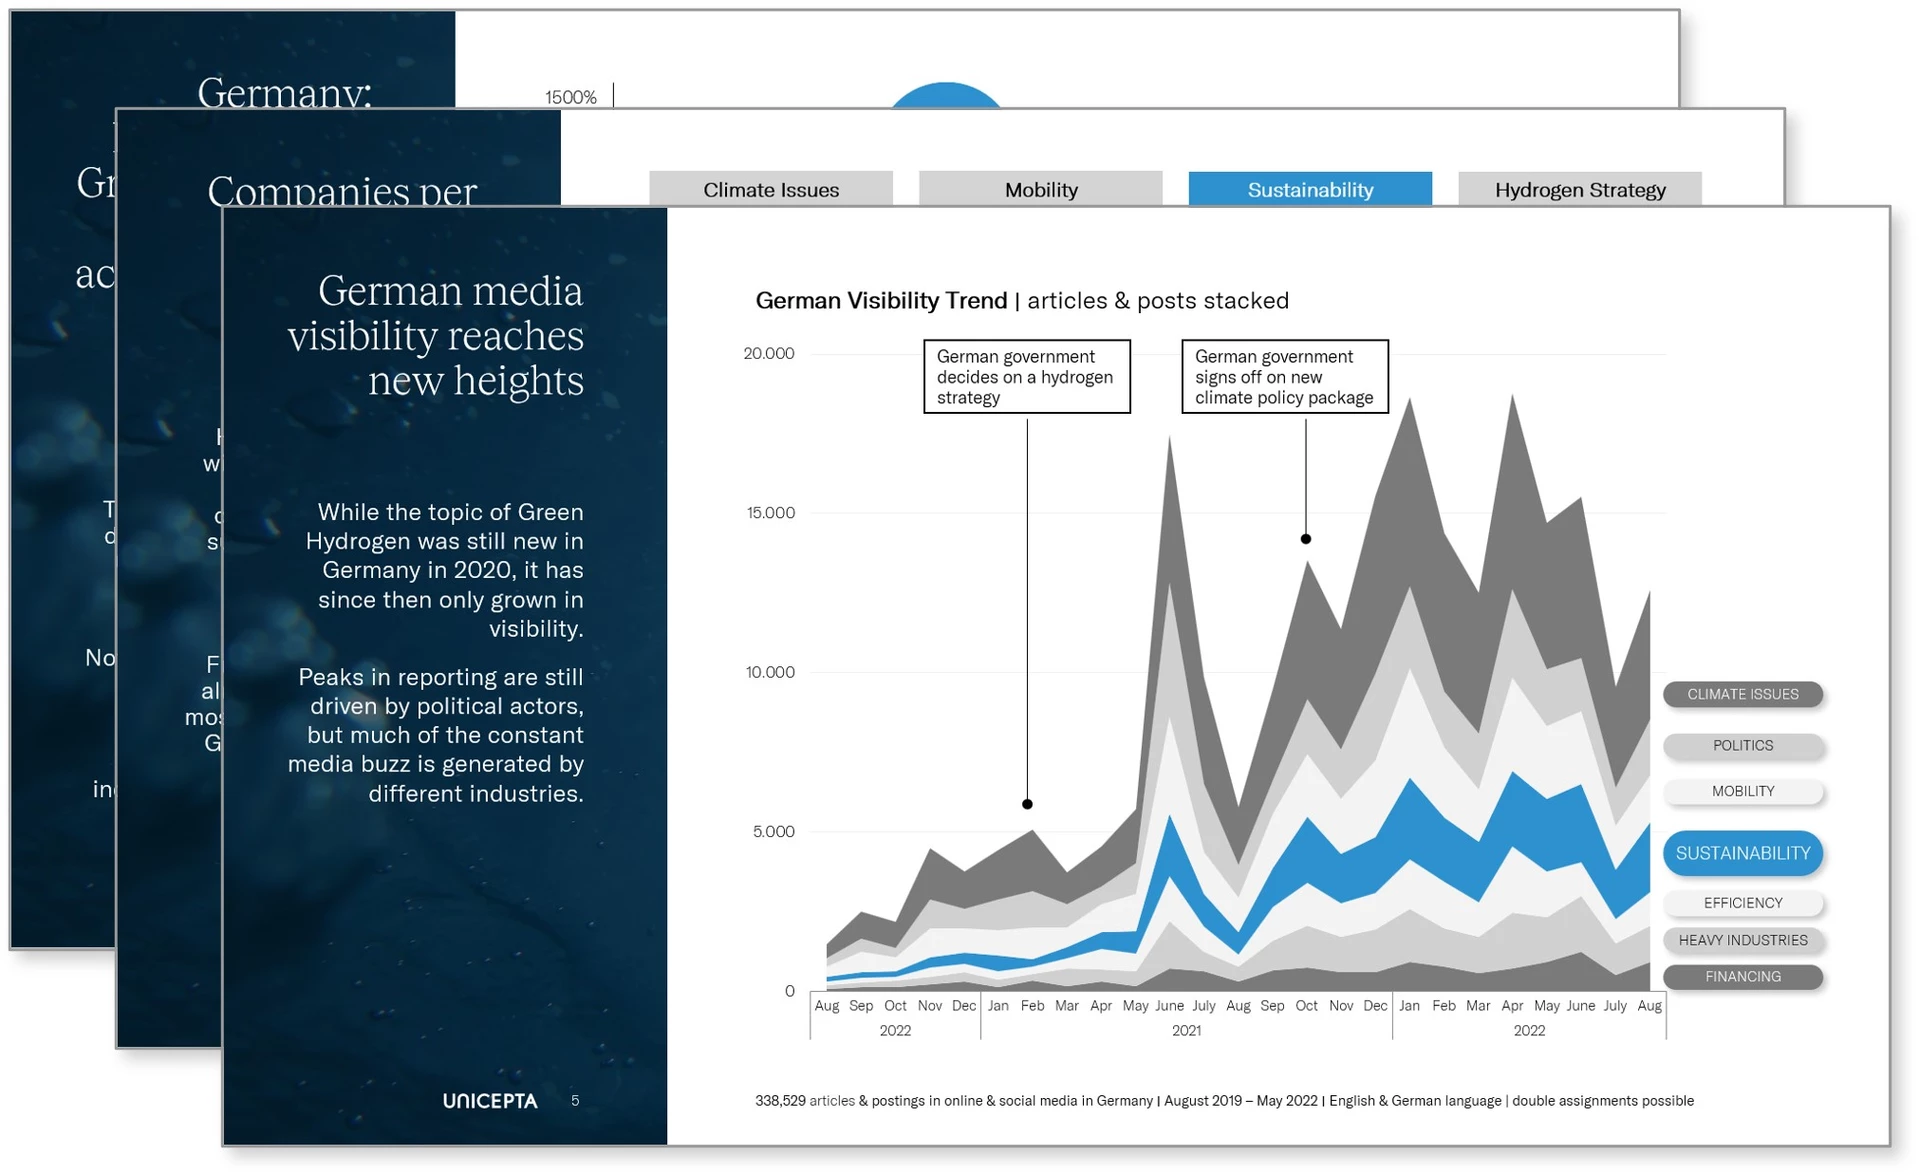 Germany:
Gr
ac
T
d
No
in
1500%
Companies per
w
s
F
al
mos
G
Climate Issues
Mobility
Sustainability
Hydrogen Strategy
German media
visibility reaches
new heights
While the topic of Green
Hydrogen was still new in
Germany in 2020, it has
since then only grown in
visibility.
Peaks in reporting are still
driven by political actors,
but much of the constant
media buzz is generated by
different industries.
UNICEPTA 5
German Visibility Trend | articles & posts stacked
German government
decides on a hydrogen
strategy
German government
signs off on new
climate policy package
20.000
15.000
10.000
5.000
0
Aug Sep Oct Nov Dec Jan Feb Mar Apr May June July Aug Sep Oct Nov Dec Jan Feb Mar Apr May June July Aug
2022 2021 2022
CLIMATE ISSUES
POLITICS
MOBILITY
SUSTAINABILITY
EFFICIENCY
HEAVY INDUSTRIES
FINANCING
338,529 articles & postings in online & social media in Germany | August 2019 – May 2022 | English & German language | double assignments possible